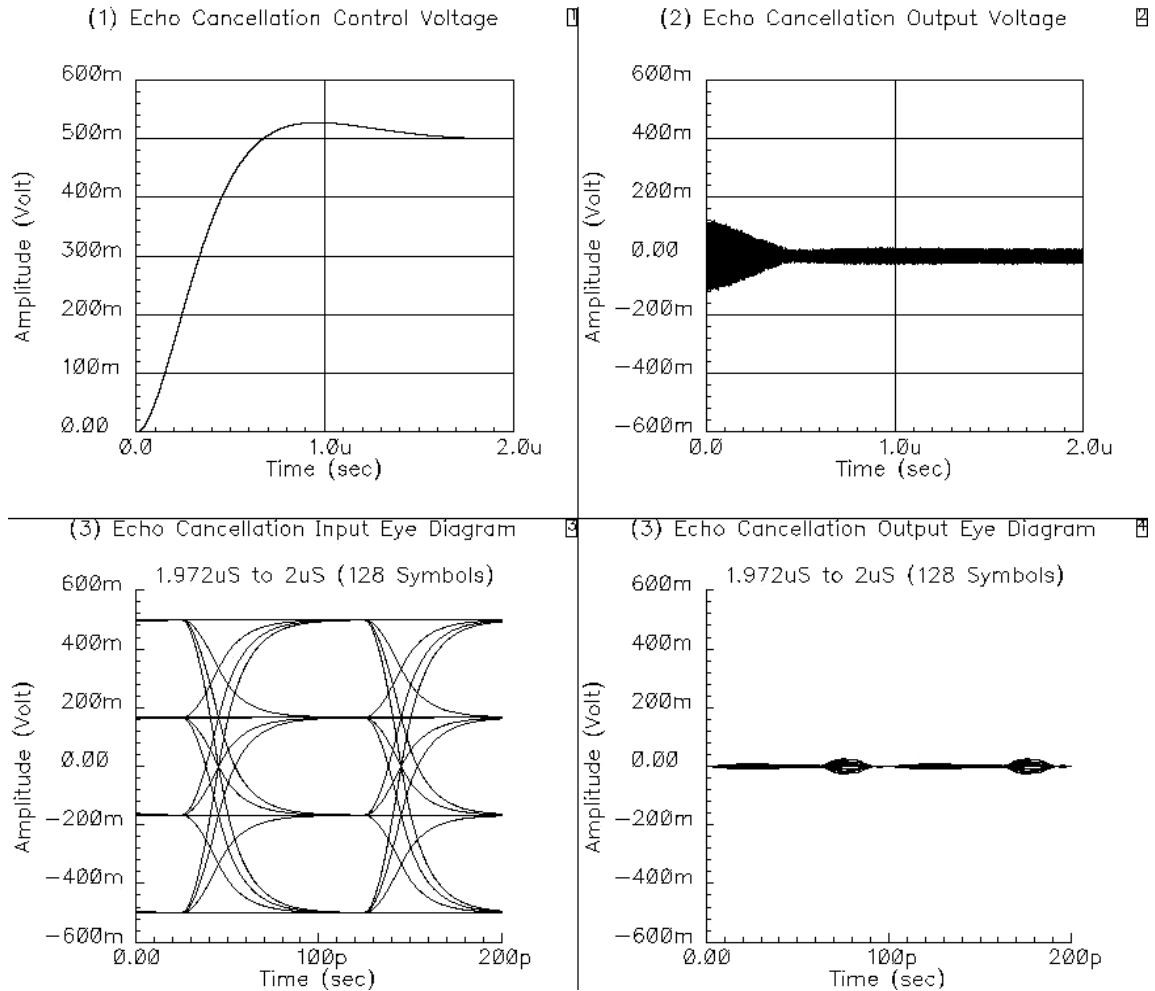 (1) Echo Cancellation Control Voltage
1
600m
500m
400m
300m
200m
100m
0.00
Amplitude (Volt)
0.0
1.0u
2.0u
Time (sec)
(2) Echo Cancellation Output Voltage
2
600m
400m
200m
0.00
-200m
-400m
-600m
Amplitude (Volt)
0.0
1.0u
2.0u
Time (sec)
(3) Echo Cancellation Input Eye Diagram
3
1.972uS to 2uS (128 Symbols)
600m
400m
200m
0.00
-200m
-400m
-600m
Amplitude (Volt)
0.00
100p
200p
Time (sec)
(3) Echo Cancellation Output Eye Diagram
4
1.972uS to 2uS (128 Symbols)
600m
400m
200m
0.00
-200m
-400m
-600m
Amplitude (Volt)
0.00
100p
200p
Time (sec)